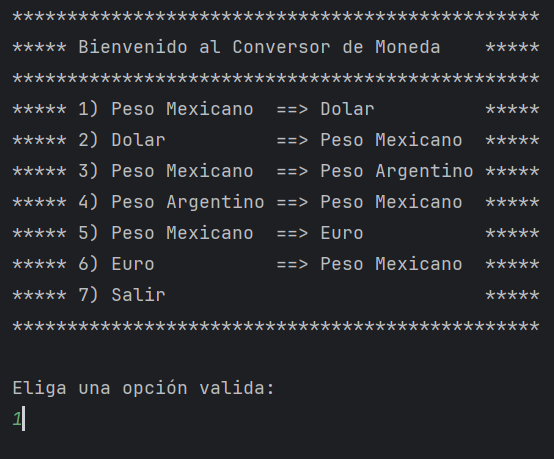 ************************************************
***** Bienvenido al Conversor de Moneda    *****
************************************************
***** 1) Peso Mexicano  ==> Dolar          *****
***** 2) Dolar          ==> Peso Mexicano  *****
***** 3) Peso Mexicano  ==> Peso Argentino *****
***** 4) Peso Argentino ==> Peso Mexicano  *****
***** 5) Peso Mexicano  ==> Euro           *****
***** 6) Euro           ==> Peso Mexicano  *****
***** 7) Salir                             *****
************************************************
Eliga una opción valida:
1